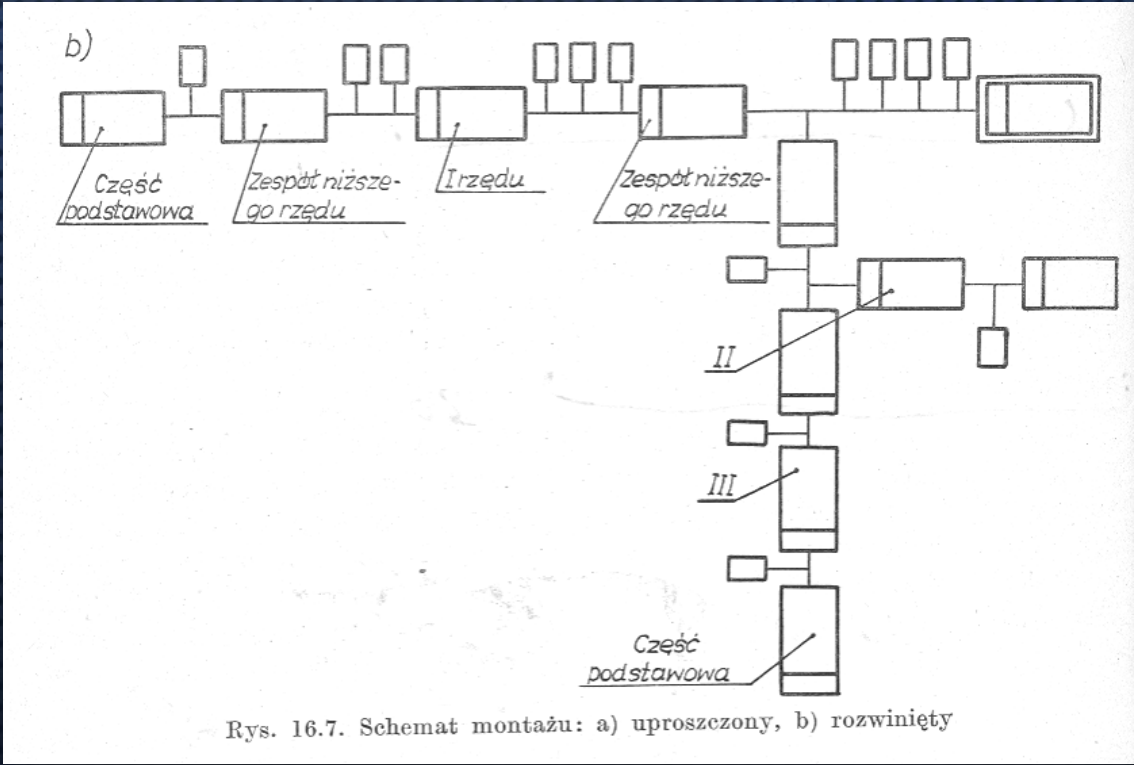 b)
Część
podstawowa
Zespół niższe-
go rzędu
I rzędu
Zespół niższe-
go rzędu
II
III
Część
podstawowa
Rys. 16.7. Schemat montażu: a) uproszczony, b) rozwinięty